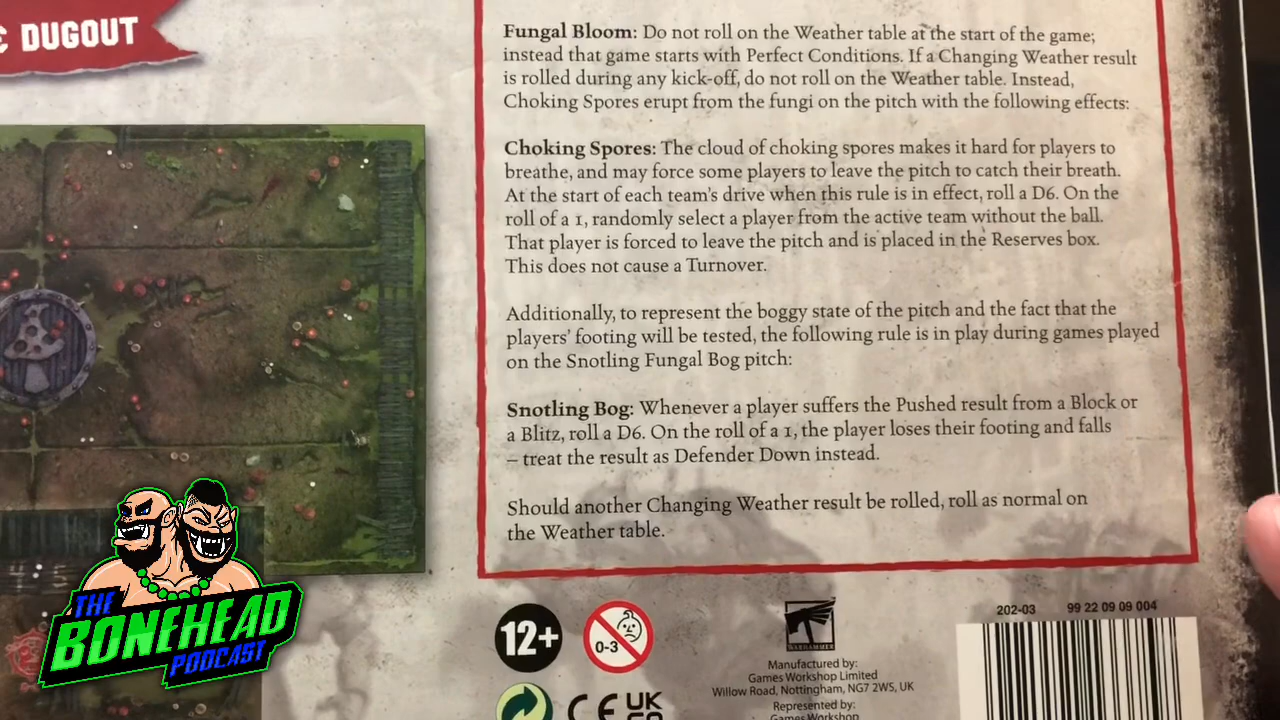 & DUGOUT
Fungal Bloom: Do not roll on the Weather table at the start of the game;
instead that game starts with Perfect Conditions. If a Changing Weather result
is rolled during any kick-off, do not roll on the Weather table. Instead,
Choking Spores erupt from the fungi on the pitch with the following effects:
Choking Spores: The cloud of choking spores makes it hard for players to
breathe, and may force some players to leave the pitch to catch their breath.
At the start of each team's drive when this rule is in effect, roll a D6. On the
roll of a 1, randomly select a player from the active team without the ball.
That player is forced to leave the pitch and is placed in the Reserves box.
This does not cause a Turnover.
Additionally, to represent the boggy state of the pitch and the fact that the
players' footing will be tested, the following rule is in play during games played
on the Snotling Fungal Bog pitch:
Snotling Bog: Whenever a player suffers the Pushed result from a Block or
a Blitz, roll a D6. On the roll of a 1, the player loses their footing and falls
– treat the result as Defender Down instead.
Should another Changing Weather result be rolled, roll as normal on
the Weather table.
THE
BONEHEAD
PODCAST
12+
0-3
WARHAMMER
202-03 99 22 09 09 004
Manufactured by:
Games Workshop Limited
Willow Road, Nottingham, NG7 2WS, UK
Represented by:
Games Workshop
CE UK